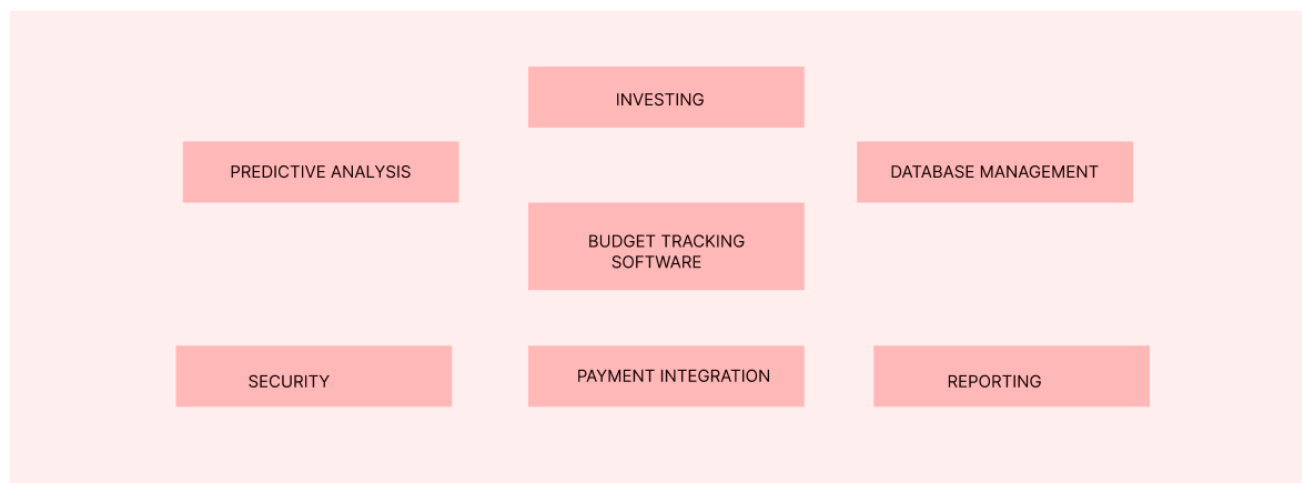 INVESTING
PREDICTIVE ANALYSIS
DATABASE MANAGEMENT
BUDGET TRACKING
SOFTWARE
SECURITY
PAYMENT INTEGRATION
REPORTING